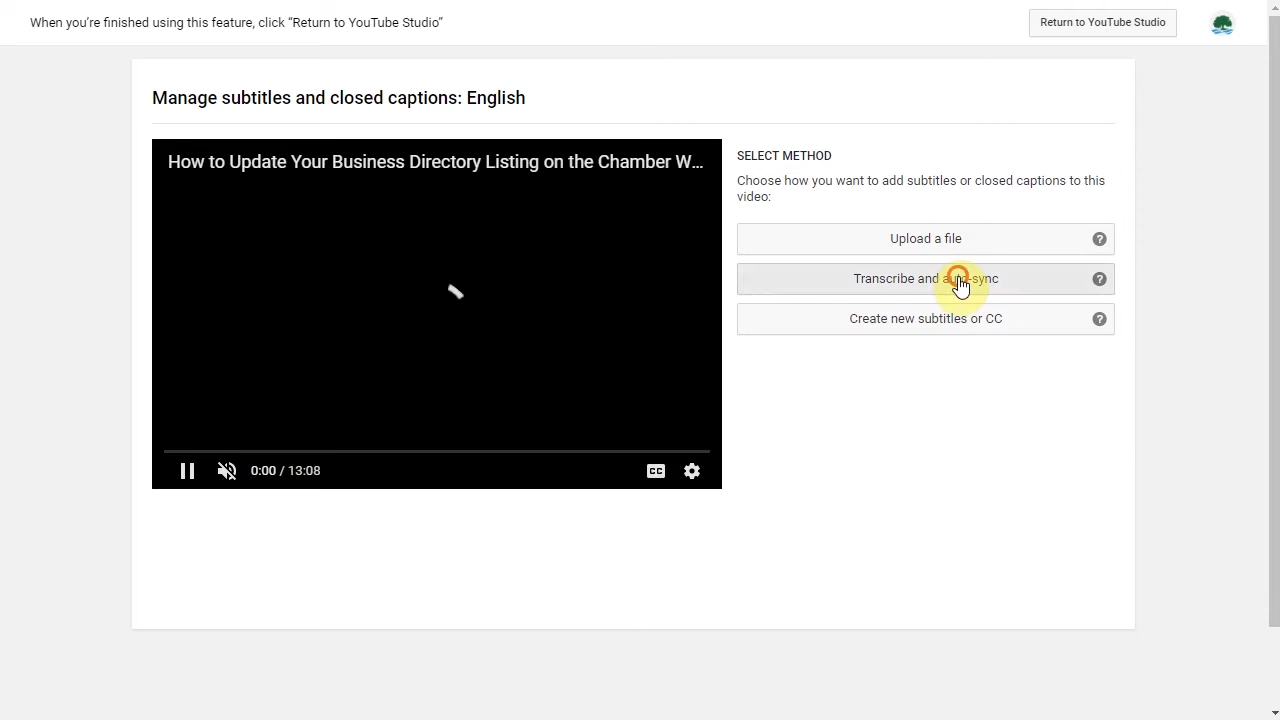 When you're finished using this feature, click “Return to YouTube Studio”
Return to YouTube Studio
Manage subtitles and closed captions: English
How to Update Your Business Directory Listing on the Chamber W...
SELECT METHOD
Choose how you want to add subtitles or closed captions to this
video:
Upload a file
?
Transcribe and auto-sync
?
Create new subtitles or CC
?
0:00 / 13:08
CC